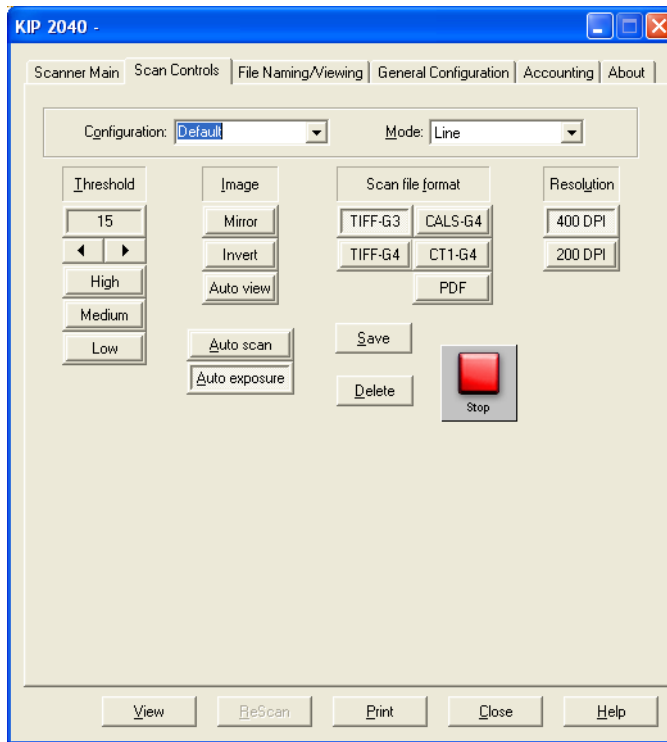 KIP 2040 -
Scanner Main Scan Controls File Naming/Viewing General Configuration Accounting About
Configuration: Default Mode: Line
Threshold Image Scan file format Resolution
15 Mirror TIFF-G3 CALS-G4 400 DPI
Invert TIFF-G4 CT1-G4 200 DPI
High Auto view PDF
Medium
Low Auto scan Save
Auto exposure Delete Stop
View ReScan Print Close Help